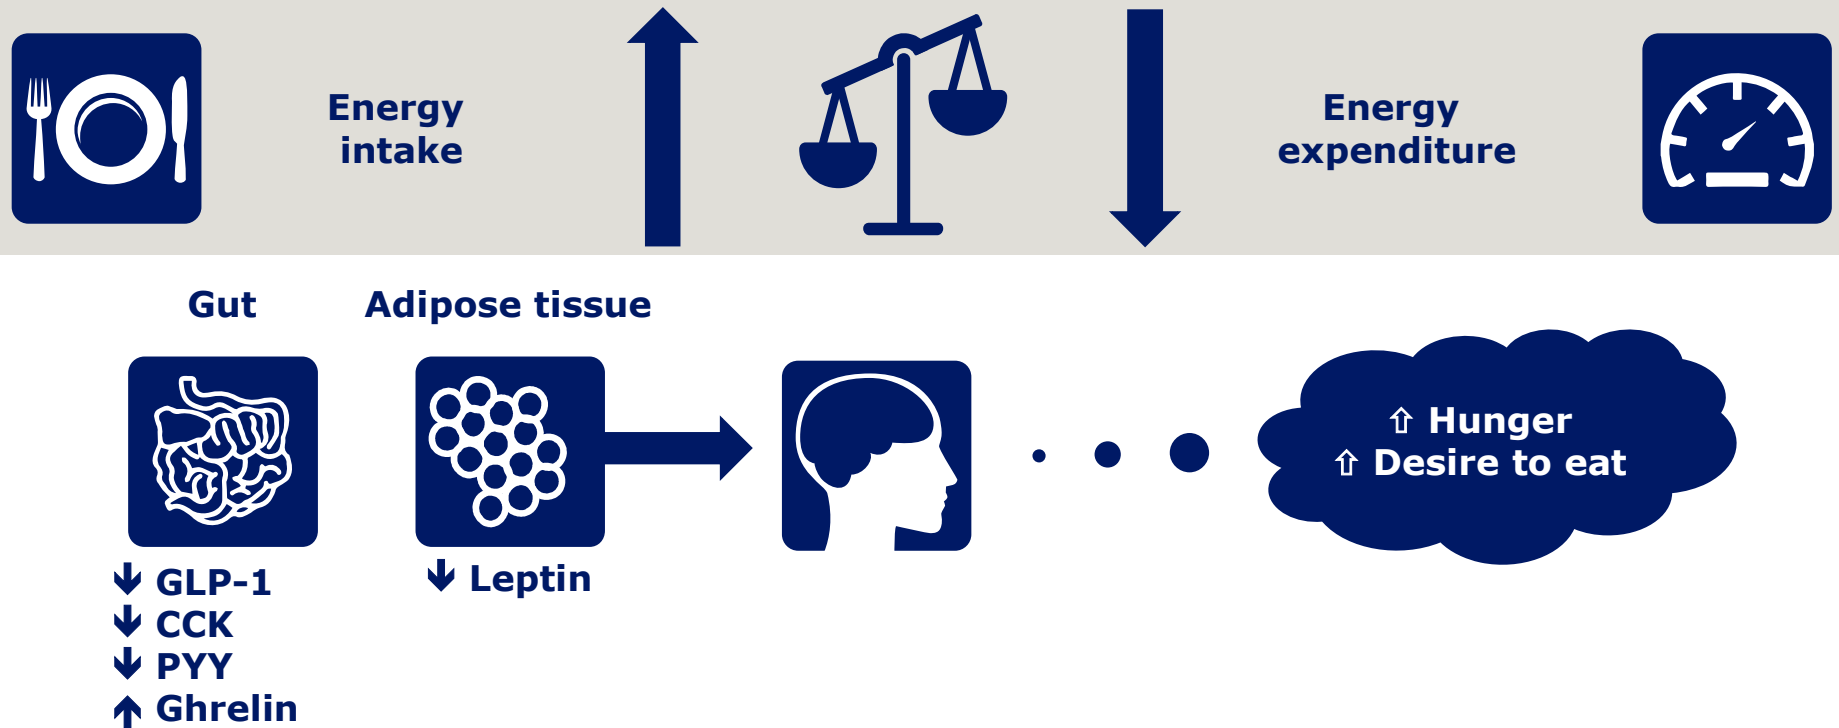 Energy
intake
Energy
expenditure
Gut
Adipose tissue
⇧ Hunger
⇧ Desire to eat
🡳 GLP-1
🡳 CCK
🡳 PYY
🡱 Ghrelin
🡳 Leptin